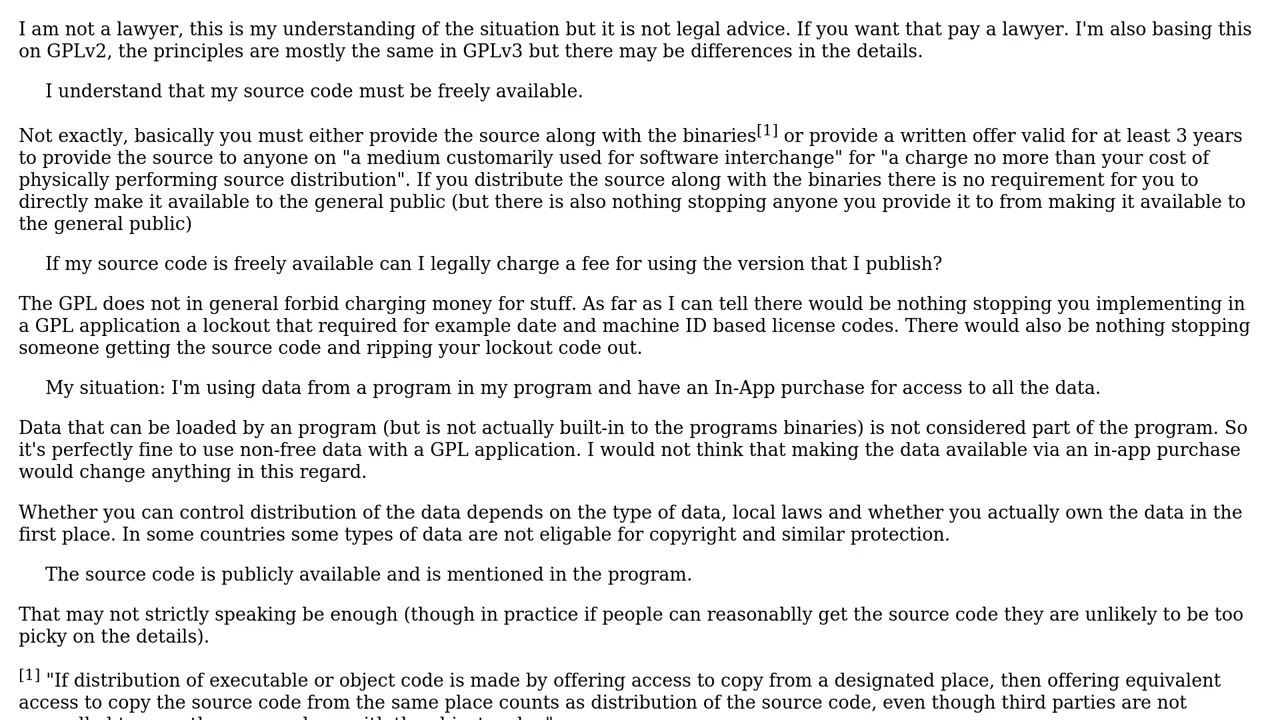 I am not a lawyer, this is my understanding of the situation but it is not legal advice. If you want that pay a lawyer. I'm also basing this
on GPLv2, the principles are mostly the same in GPLv3 but there may be differences in the details.
I understand that my source code must be freely available.
Not exactly, basically you must either provide the source along with the binaries[1] or provide a written offer valid for at least 3 years
to provide the source to anyone on "a medium customarily used for software interchange" for "a charge no more than your cost of
physically performing source distribution". If you distribute the source along with the binaries there is no requirement for you to
directly make it available to the general public (but there is also nothing stopping anyone you provide it to from making it available to
the general public)
If my source code is freely available can I legally charge a fee for using the version that I publish?
The GPL does not in general forbid charging money for stuff. As far as I can tell there would be nothing stopping you implementing in
a GPL application a lockout that required for example date and machine ID based license codes. There would also be nothing stopping
someone getting the source code and ripping your lockout code out.
My situation: I'm using data from a program in my program and have an In-App purchase for access to all the data.
Data that can be loaded by an program (but is not actually built-in to the programs binaries) is not considered part of the program. So
it's perfectly fine to use non-free data with a GPL application. I would not think that making the data available via an in-app purchase
would change anything in this regard.
Whether you can control distribution of the data depends on the type of data, local laws and whether you actually own the data in the
first place. In some countries some types of data are not eligable for copyright and similar protection.
The source code is publicly available and is mentioned in the program.
That may not strictly speaking be enough (though in practice if people can reasonablly get the source code they are unlikely to be too
picky on the details).
[1] "If distribution of executable or object code is made by offering access to copy from a designated place, then offering equivalent
access to copy the source code from the same place counts as distribution of the source code, even though third parties are not